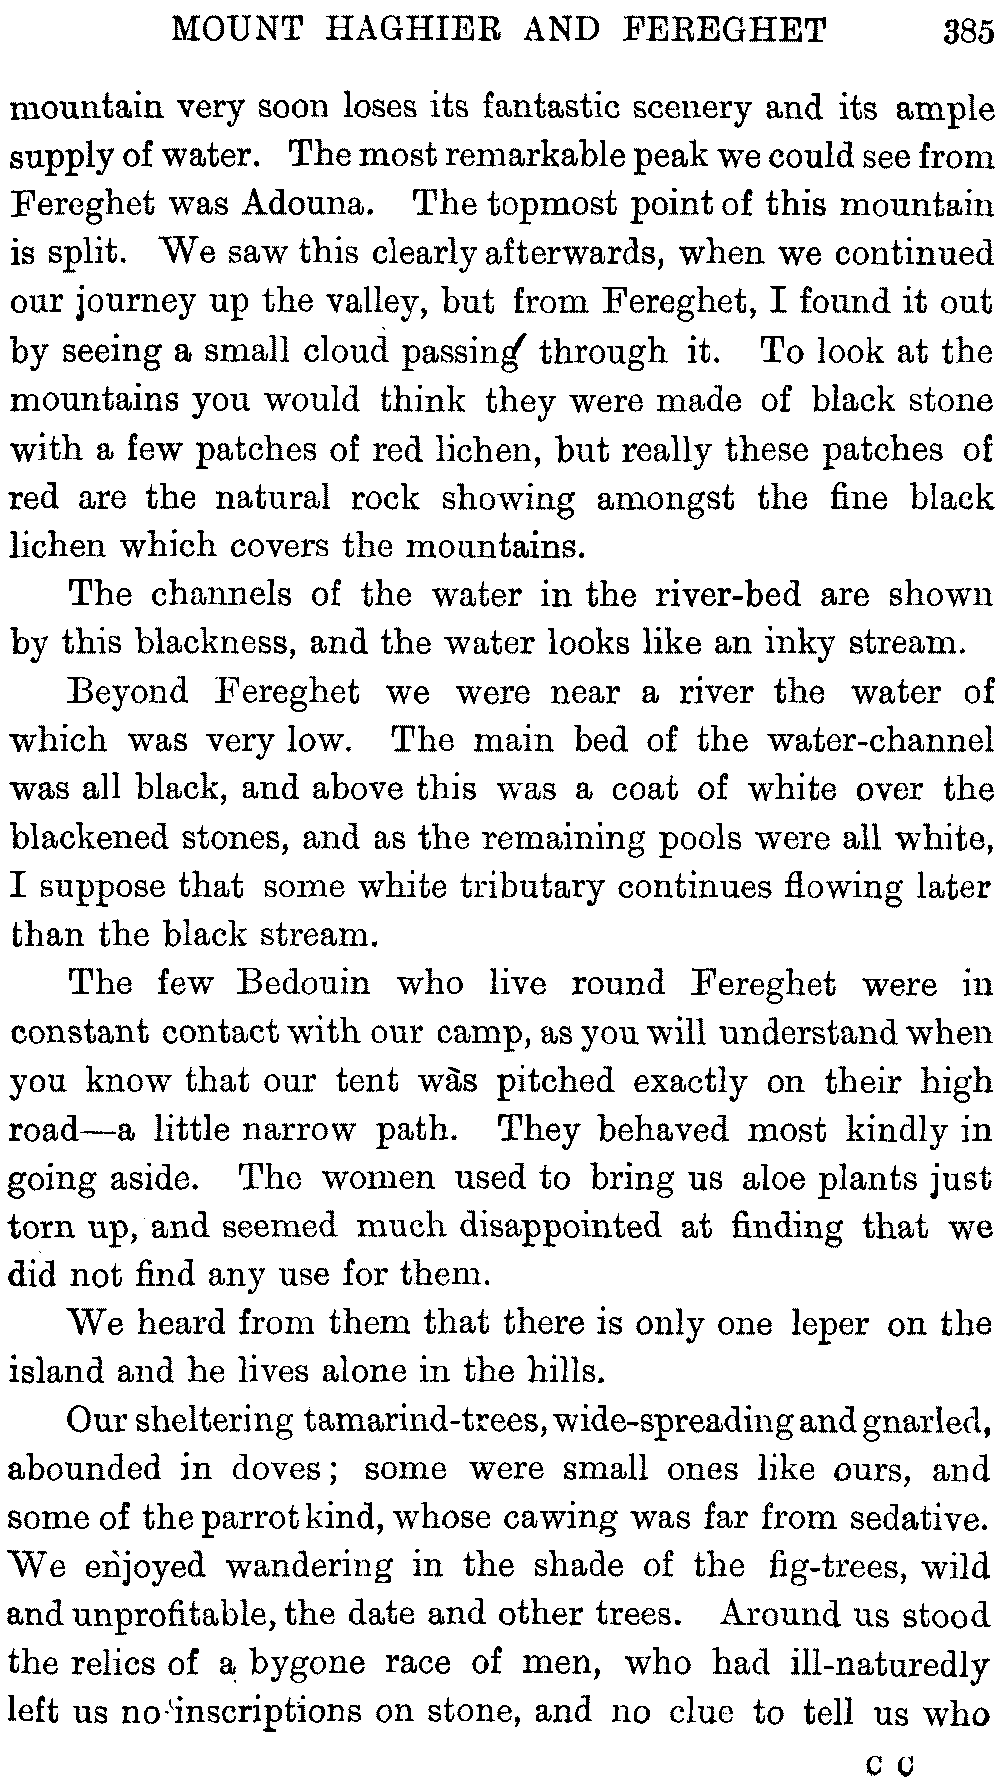 MOUNT HAGHIER AND FEREGHET 385
mountain very soon loses its fantastic scenery and its ample
supply of water. The most remarkable peak we could see from
Fereghet was Adouna. The topmost point of this mountain
is split. We saw this clearly afterwards, when we continued
our journey up the valley, but from Fereghet, I found it out
by seeing a small cloud passing through it. To look at the
mountains you would think they were made of black stone
with a few patches of red lichen, but really these patches of
red are the natural rock showing amongst the fine black
lichen which covers the mountains.
The channels of the water in the river-bed are shown
by this blackness, and the water looks like an inky stream.
Beyond Fereghet we were near a river the water of
which was very low. The main bed of the water-channel
was all black, and above this was a coat of white over the
blackened stones, and as the remaining pools were all white,
I suppose that some white tributary continues flowing later
than the black stream.
The few Bedouin who live round Fereghet were in
constant contact with our camp, as you will understand when
you know that our tent was pitched exactly on their high
road—a little narrow path. They behaved most kindly in
going aside. The women used to bring us aloe plants just
torn up, and seemed much disappointed at finding that we
did not find any use for them.
We heard from them that there is only one leper on the
island and he lives alone in the hills.
Our sheltering tamarind-trees, wide-spreading and gnarled,
abounded in doves; some were small ones like ours, and
some of the parrot kind, whose cawing was far from sedative.
We enjoyed wandering in the shade of the fig-trees, wild
and unprofitable, the date and other trees. Around us stood
the relics of a bygone race of men, who had ill-naturedly
left us no inscriptions on stone, and no clue to tell us who
C C